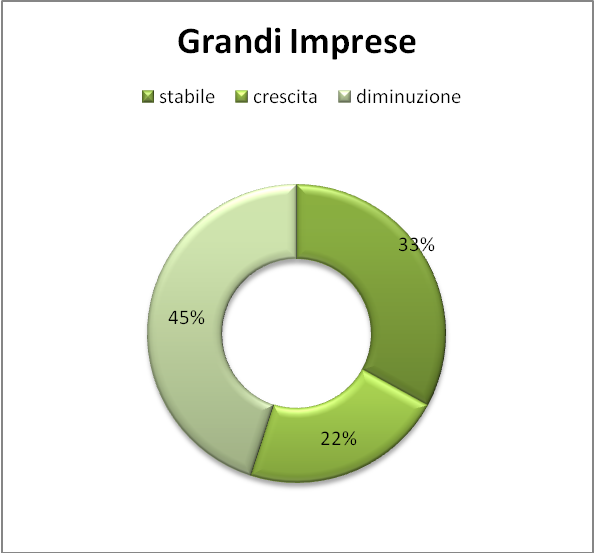 Grandi Imprese
stabile crescita diminuzione
33%
45%
22%